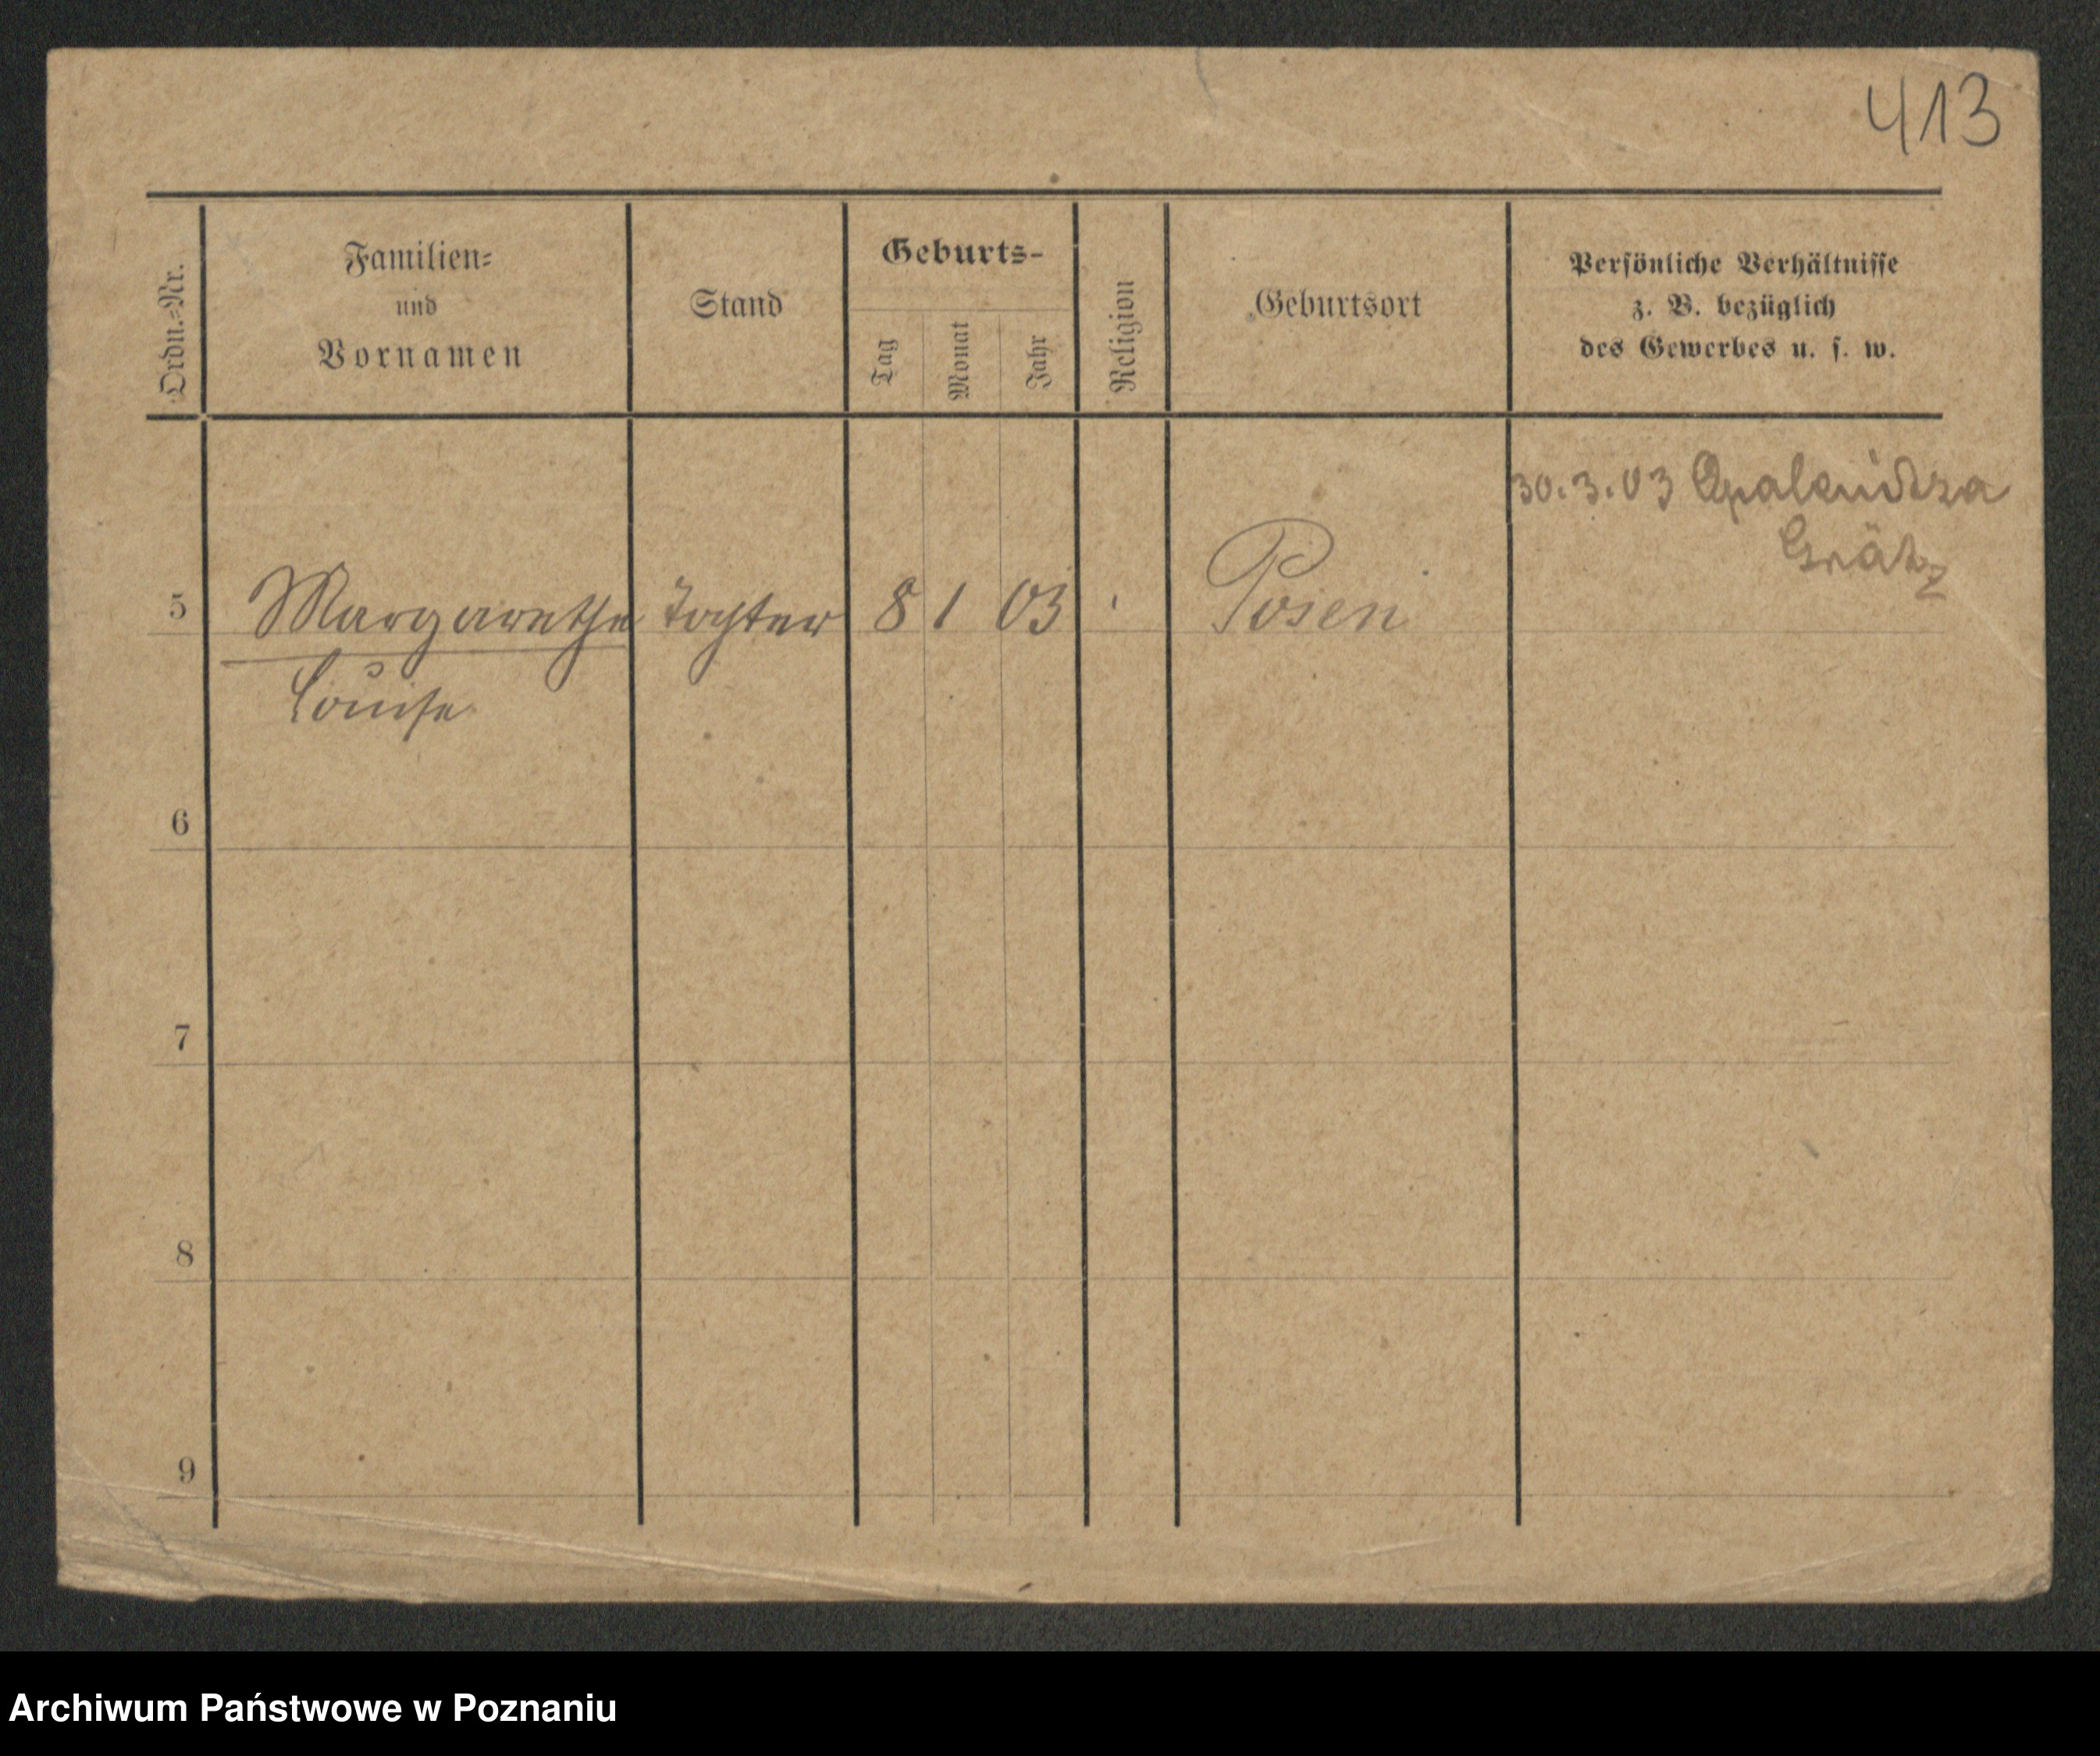 413
Ordn.=Nr.
Familien=
und
Vornamen
Stand
Geburts-
Tag
Monat
Jahr
Religion
Geburtsort
Persönliche Verhältnisse
z. B. bezüglich
des Gewerbes u. s. w.
30.3.03 Opalenitza
Grätz
5 Margarethe Tochter 8 1 03 Posen
Louise
6
7
8
9
Archiwum Państwowe w Poznaniu